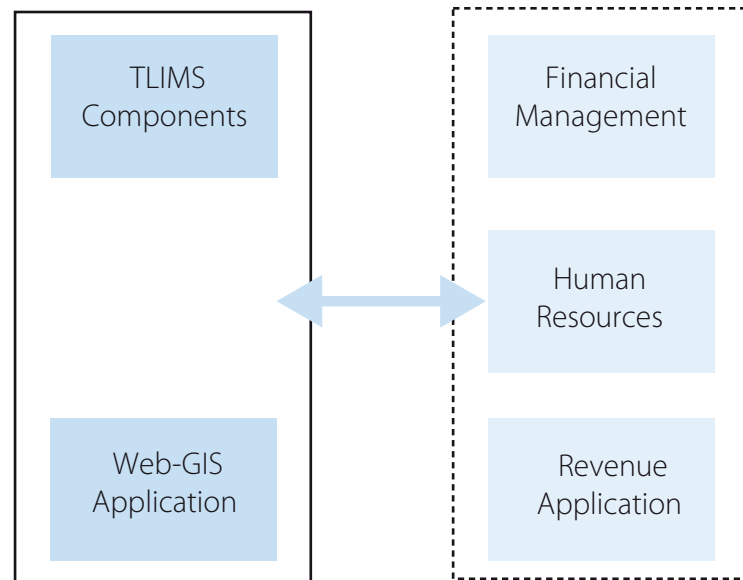 TLIMS
Components
Web-GIS
Application
Financial
Management
Human
Resources
Revenue
Application